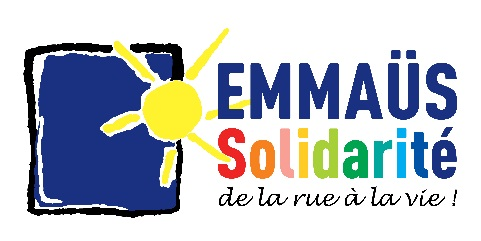 EMMAÜS
Solidarité
de la rue à la vie !